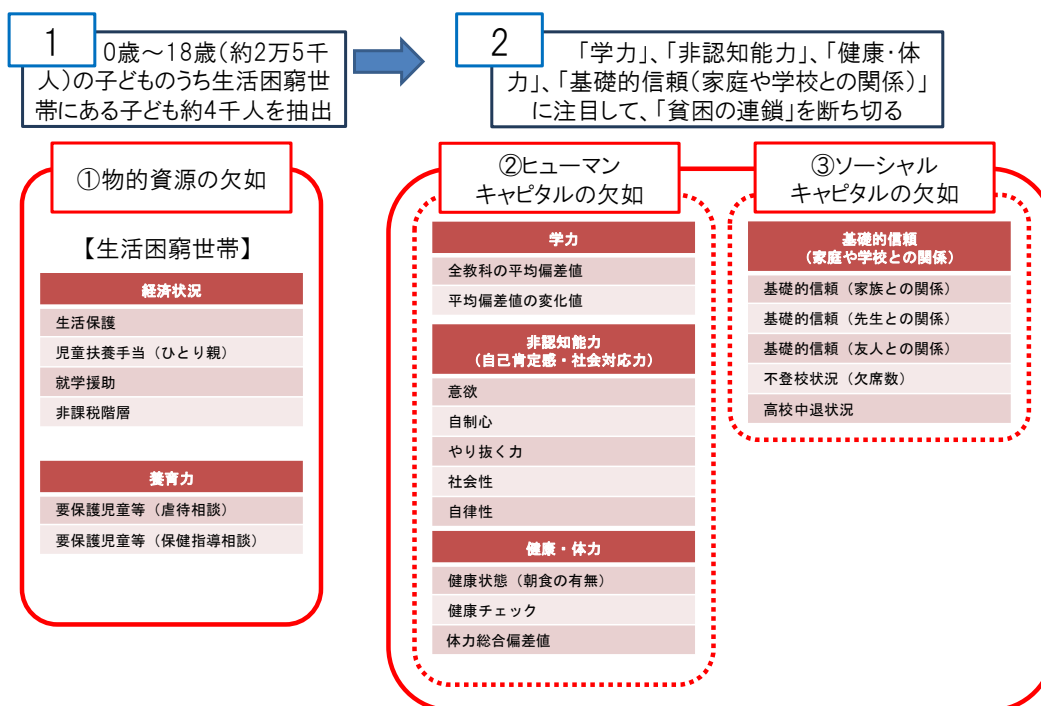 1
0歳～18歳(約2万5千
人)の子どものうち生活困窮世
帯にある子ども約4千人を抽出
2
「学力」、「非認知能力」、「健康・体
力」、「基礎的信頼(家庭や学校との関係)」
に注目して、「貧困の連鎖」を断ち切る
①物的資源の欠如
【生活困窮世帯】
経済状況
生活保護
児童扶養手当（ひとり親）
就学援助
非課税階層
養育力
要保護児童等（虐待相談）
要保護児童等（保健指導相談）
②ヒューマン
キャピタルの欠如
学力
全教科の平均偏差値
平均偏差値の変化値
非認知能力
（自己肯定感・社会対応力）
意欲
自制心
やり抜く力
社会性
自律性
健康・体力
健康状態（朝食の有無）
健康チェック
体力総合偏差値
③ソーシャル
キャピタルの欠如
基礎的信頼
（家庭や学校との関係）
基礎的信頼（家族との関係）
基礎的信頼（先生との関係）
基礎的信頼（友人との関係）
不登校状況（欠席数）
高校中退状況